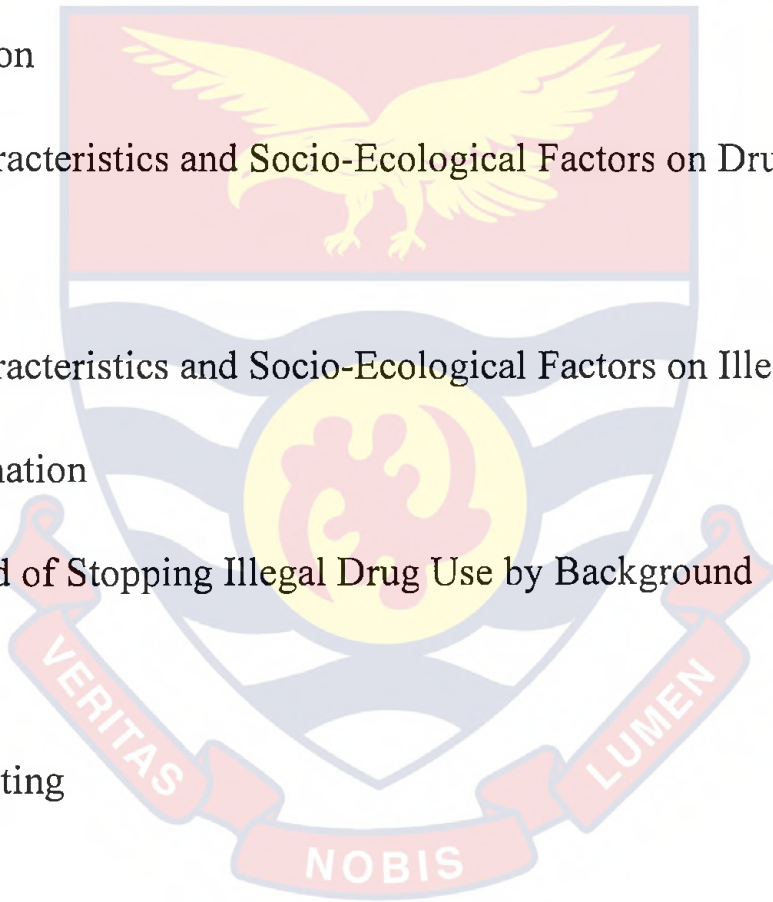 on
racteristics and Socio-Ecological Factors on Dru
racteristics and Socio-Ecological Factors on Ille
nation
d of Stopping Illegal Drug Use by Background
ting
VERITAS
NOBIS
LUMEN